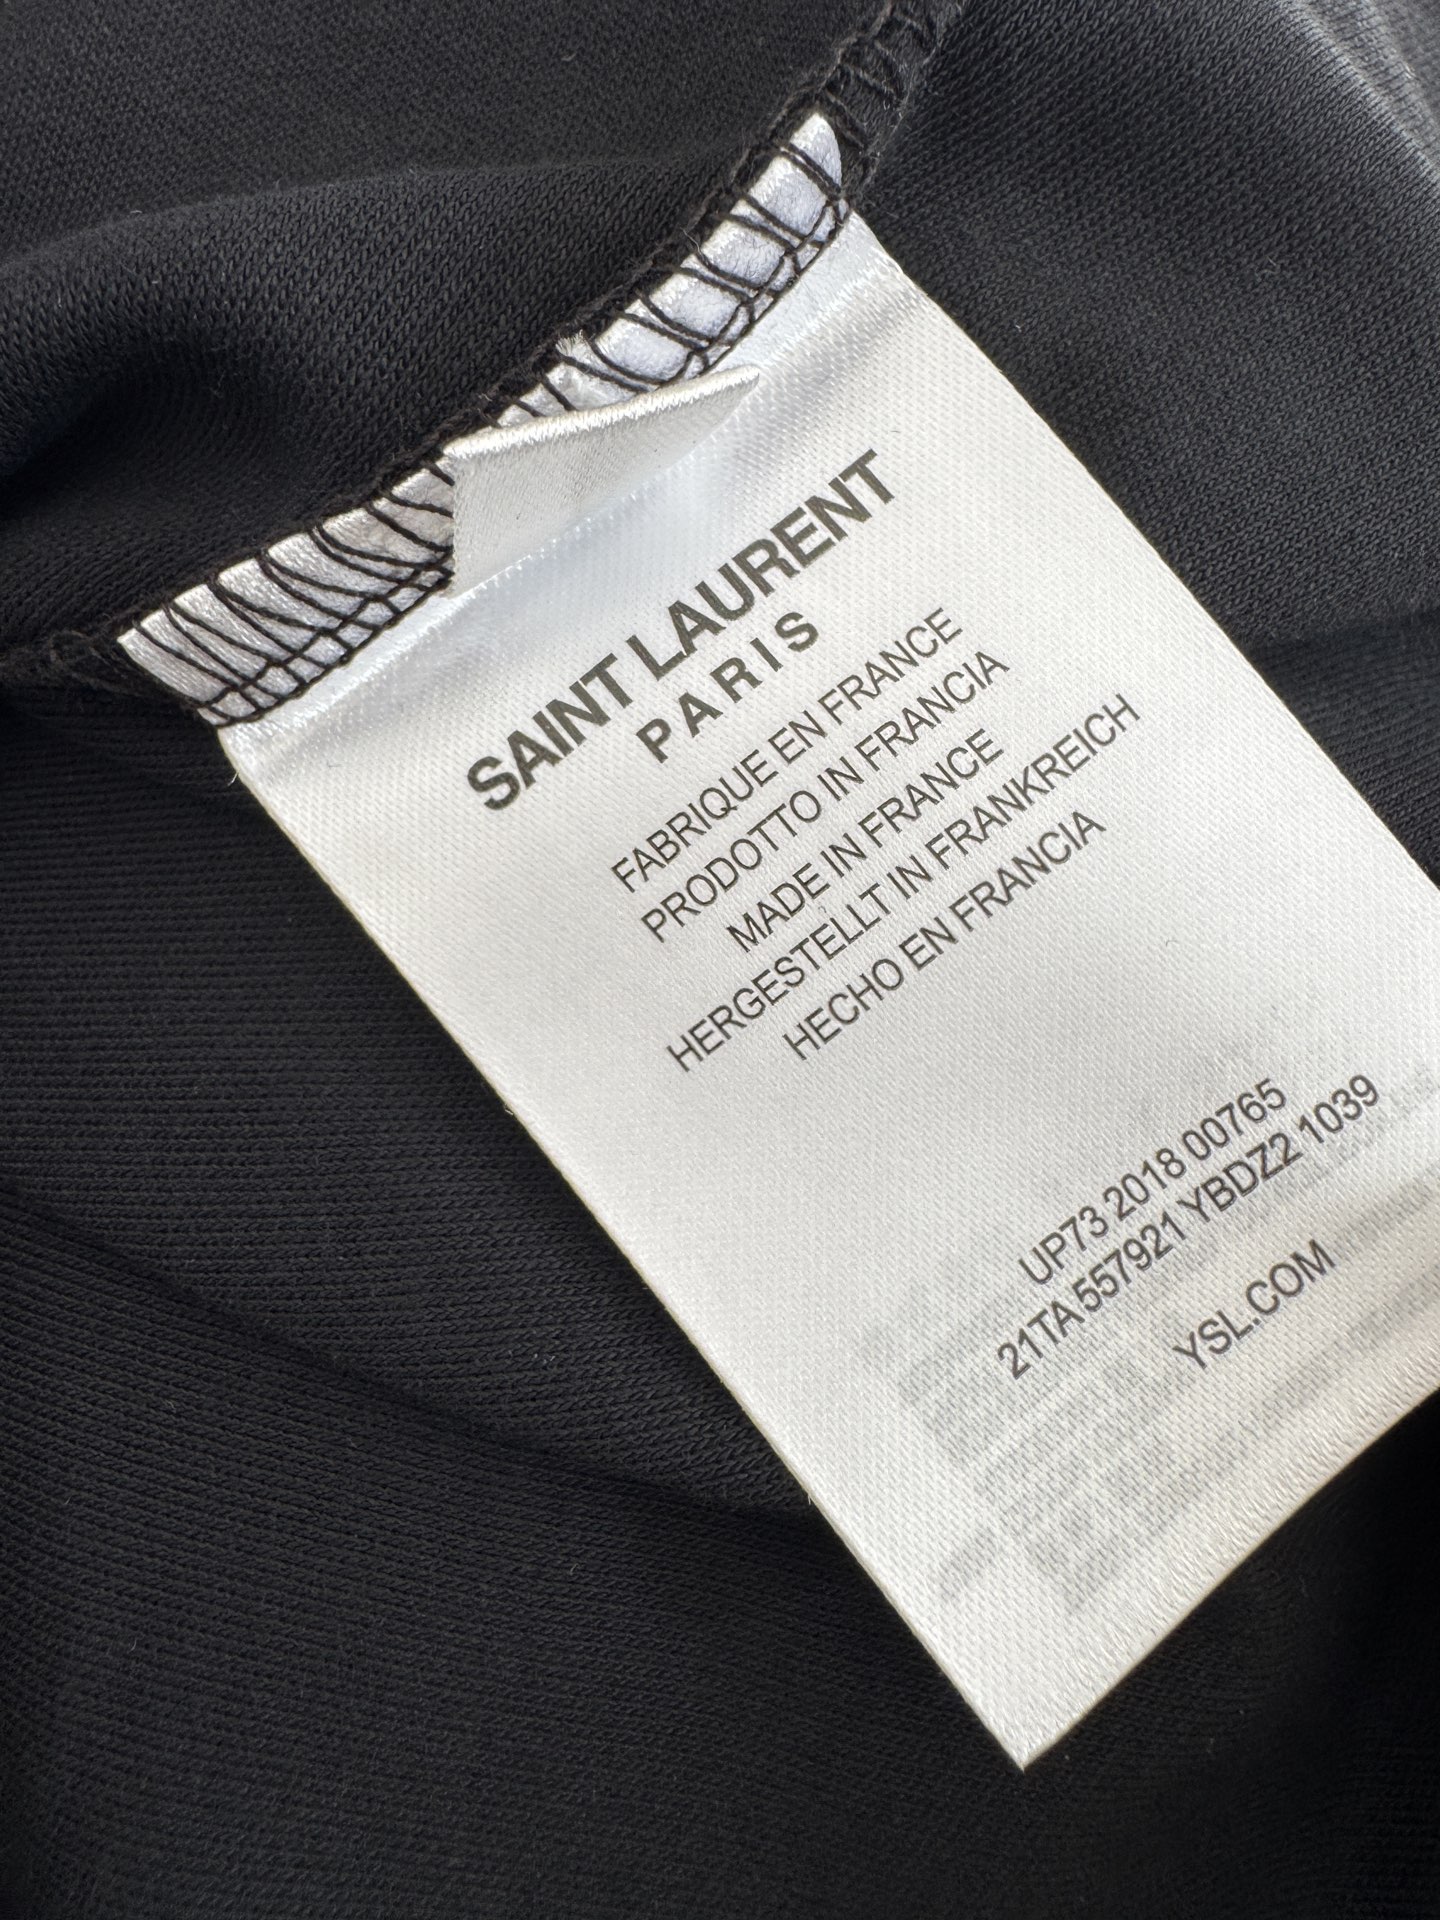 SAINT LAURENT
PARIS
FABRIQUE EN FRANCE
PRODOTTO IN FRANCIA
MADE IN FRANCE
HERGESTELLT IN FRANKREICH
HECHO EN FRANCIA
UP73 2018 00765
21TA 557921 YBDZ2 1039
YSL.COM